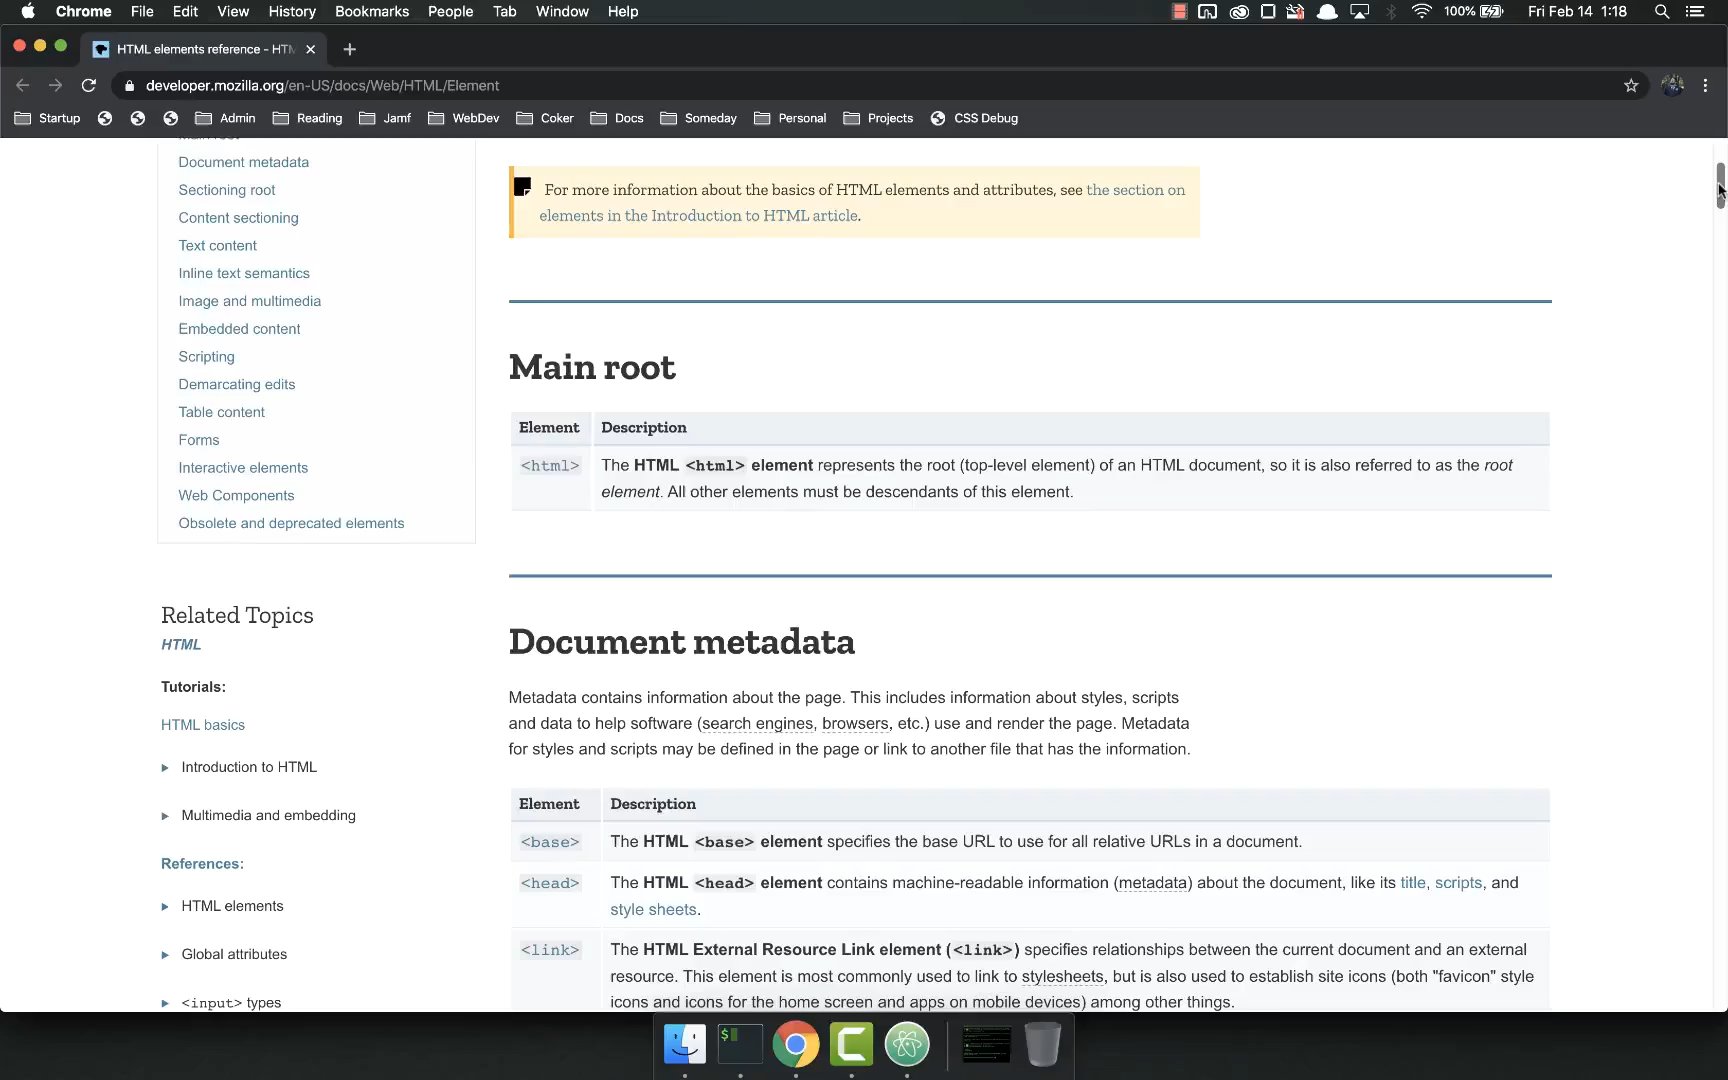 Chrome File Edit View History Bookmarks People Tab Window Help 100% Fri Feb 14 1:18
HTML elements reference - HTM
developer.mozilla.org/en-US/docs/Web/HTML/Element
Startup Admin Reading Jamf WebDev Coker Docs Someday Personal Projects CSS Debug
Document metadata
Sectioning root
Content sectioning
Text content
Inline text semantics
Image and multimedia
Embedded content
Scripting
Demarcating edits
Table content
Forms
Interactive elements
Web Components
Obsolete and deprecated elements
Related Topics
HTML
Tutorials:
HTML basics
Introduction to HTML
Multimedia and embedding
References:
HTML elements
Global attributes
<input> types
For more information about the basics of HTML elements and attributes, see the section on
elements in the Introduction to HTML article.
Main root
Element Description
<html> The HTML <html> element represents the root (top-level element) of an HTML document, so it is also referred to as the root
element. All other elements must be descendants of this element.
Document metadata
Metadata contains information about the page. This includes information about styles, scripts
and data to help software (search engines, browsers, etc.) use and render the page. Metadata
for styles and scripts may be defined in the page or link to another file that has the information.
Element Description
<base> The HTML <base> element specifies the base URL to use for all relative URLs in a document.
<head> The HTML <head> element contains machine-readable information (metadata) about the document, like its title, scripts, and
style sheets.
<link> The HTML External Resource Link element (<link>) specifies relationships between the current document and an external
resource. This element is most commonly used to link to stylesheets, but is also used to establish site icons (both "favicon" style
icons and icons for the home screen and apps on mobile devices) among other things.
$